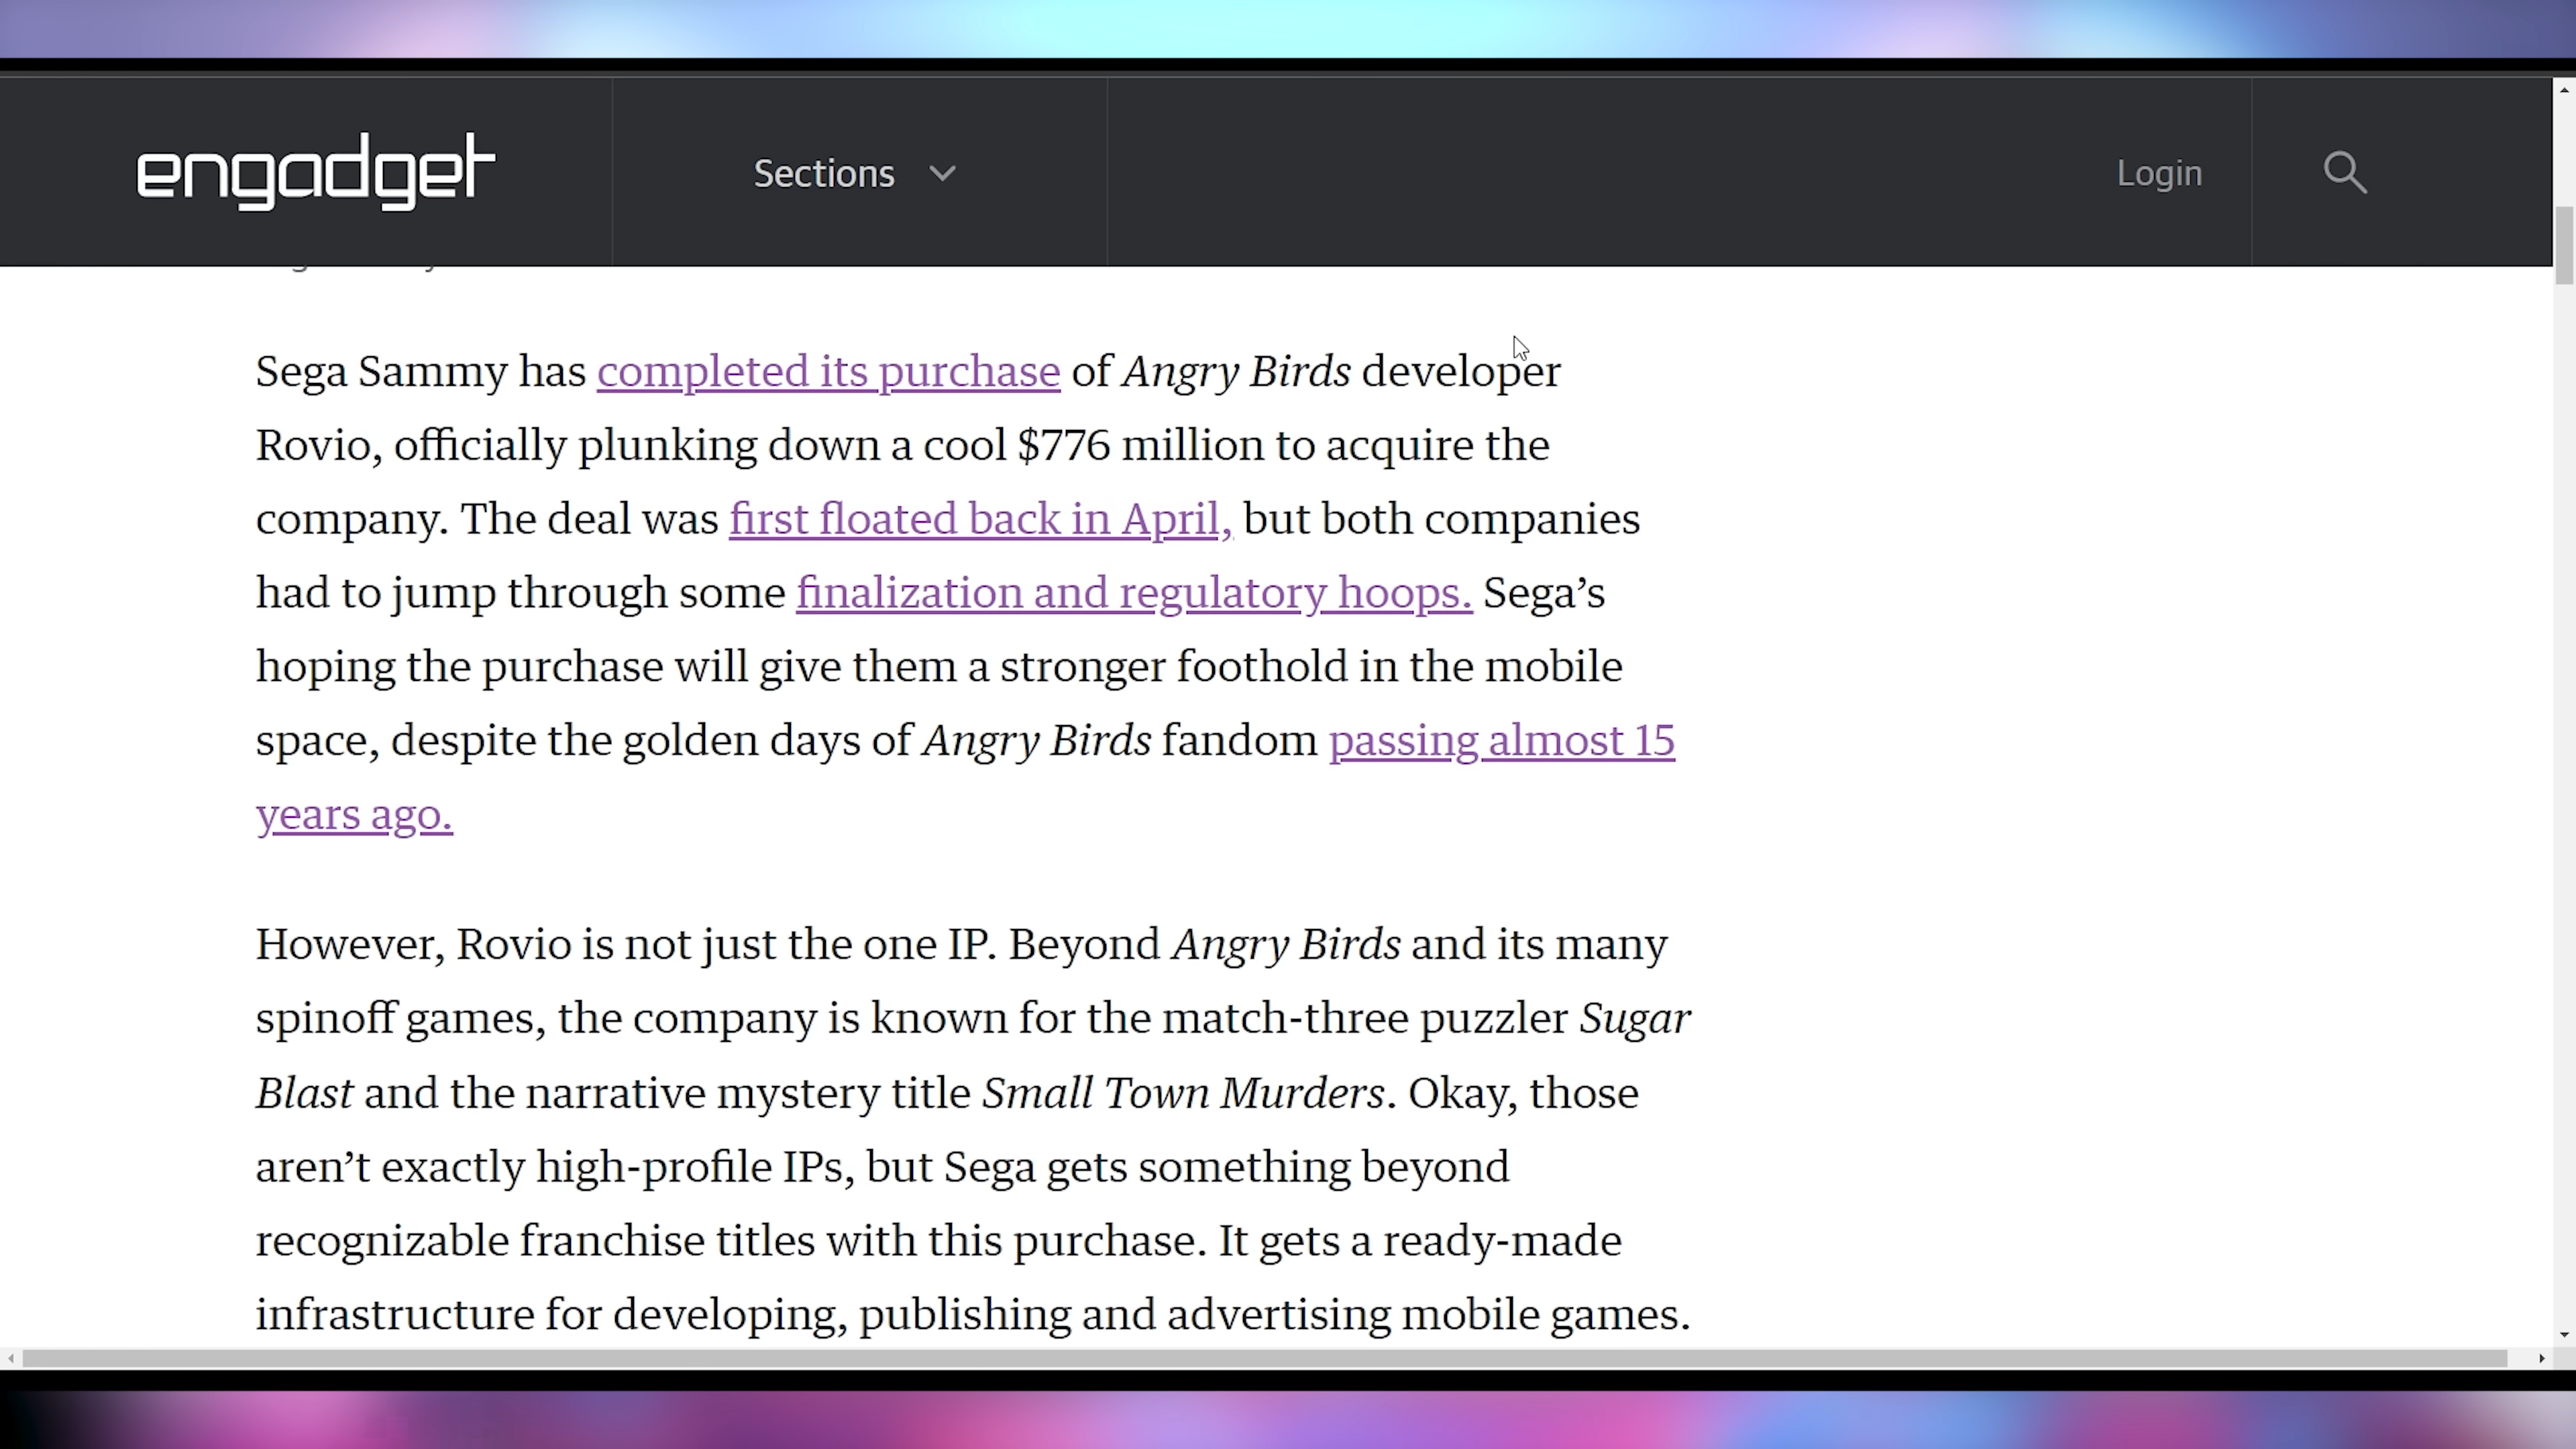 engadget
Sections
Login
Sega Sammy has completed its purchase of Angry Birds developer
Rovio, officially plunking down a cool $776 million to acquire the
company. The deal was first floated back in April, but both companies
had to jump through some finalization and regulatory hoops. Sega’s
hoping the purchase will give them a stronger foothold in the mobile
space, despite the golden days of Angry Birds fandom passing almost 15
years ago.
However, Rovio is not just the one IP. Beyond Angry Birds and its many
spinoff games, the company is known for the match-three puzzler Sugar
Blast and the narrative mystery title Small Town Murders. Okay, those
aren’t exactly high-profile IPs, but Sega gets something beyond
recognizable franchise titles with this purchase. It gets a ready-made
infrastructure for developing, publishing and advertising mobile games.